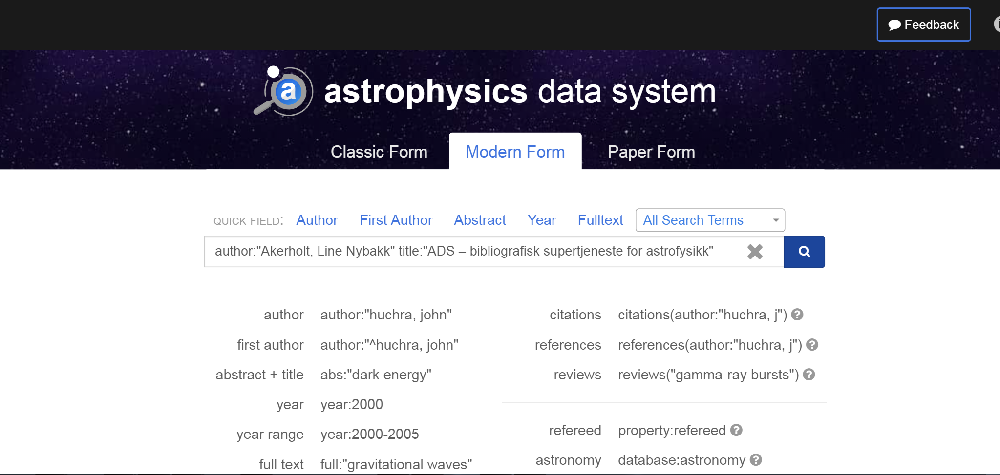 Feedback
astrophysics data system
Classic Form Modern Form Paper Form
QUICK FIELD: Author First Author Abstract Year Fulltext All Search Terms
author:"Akerholt, Line Nybakk" title:"ADS – bibliografisk supertjeneste for astrofysikk"
author author:"huchra, john"
first author author:"^huchra, john"
abstract + title abs:"dark energy"
year year:2000
year range year:2000-2005
full text full:"gravitational waves"
citations citations(author:"huchra, j")
references references(author:"huchra, j")
reviews reviews("gamma-ray bursts")
refereed property:refereed
astronomy database:astronomy